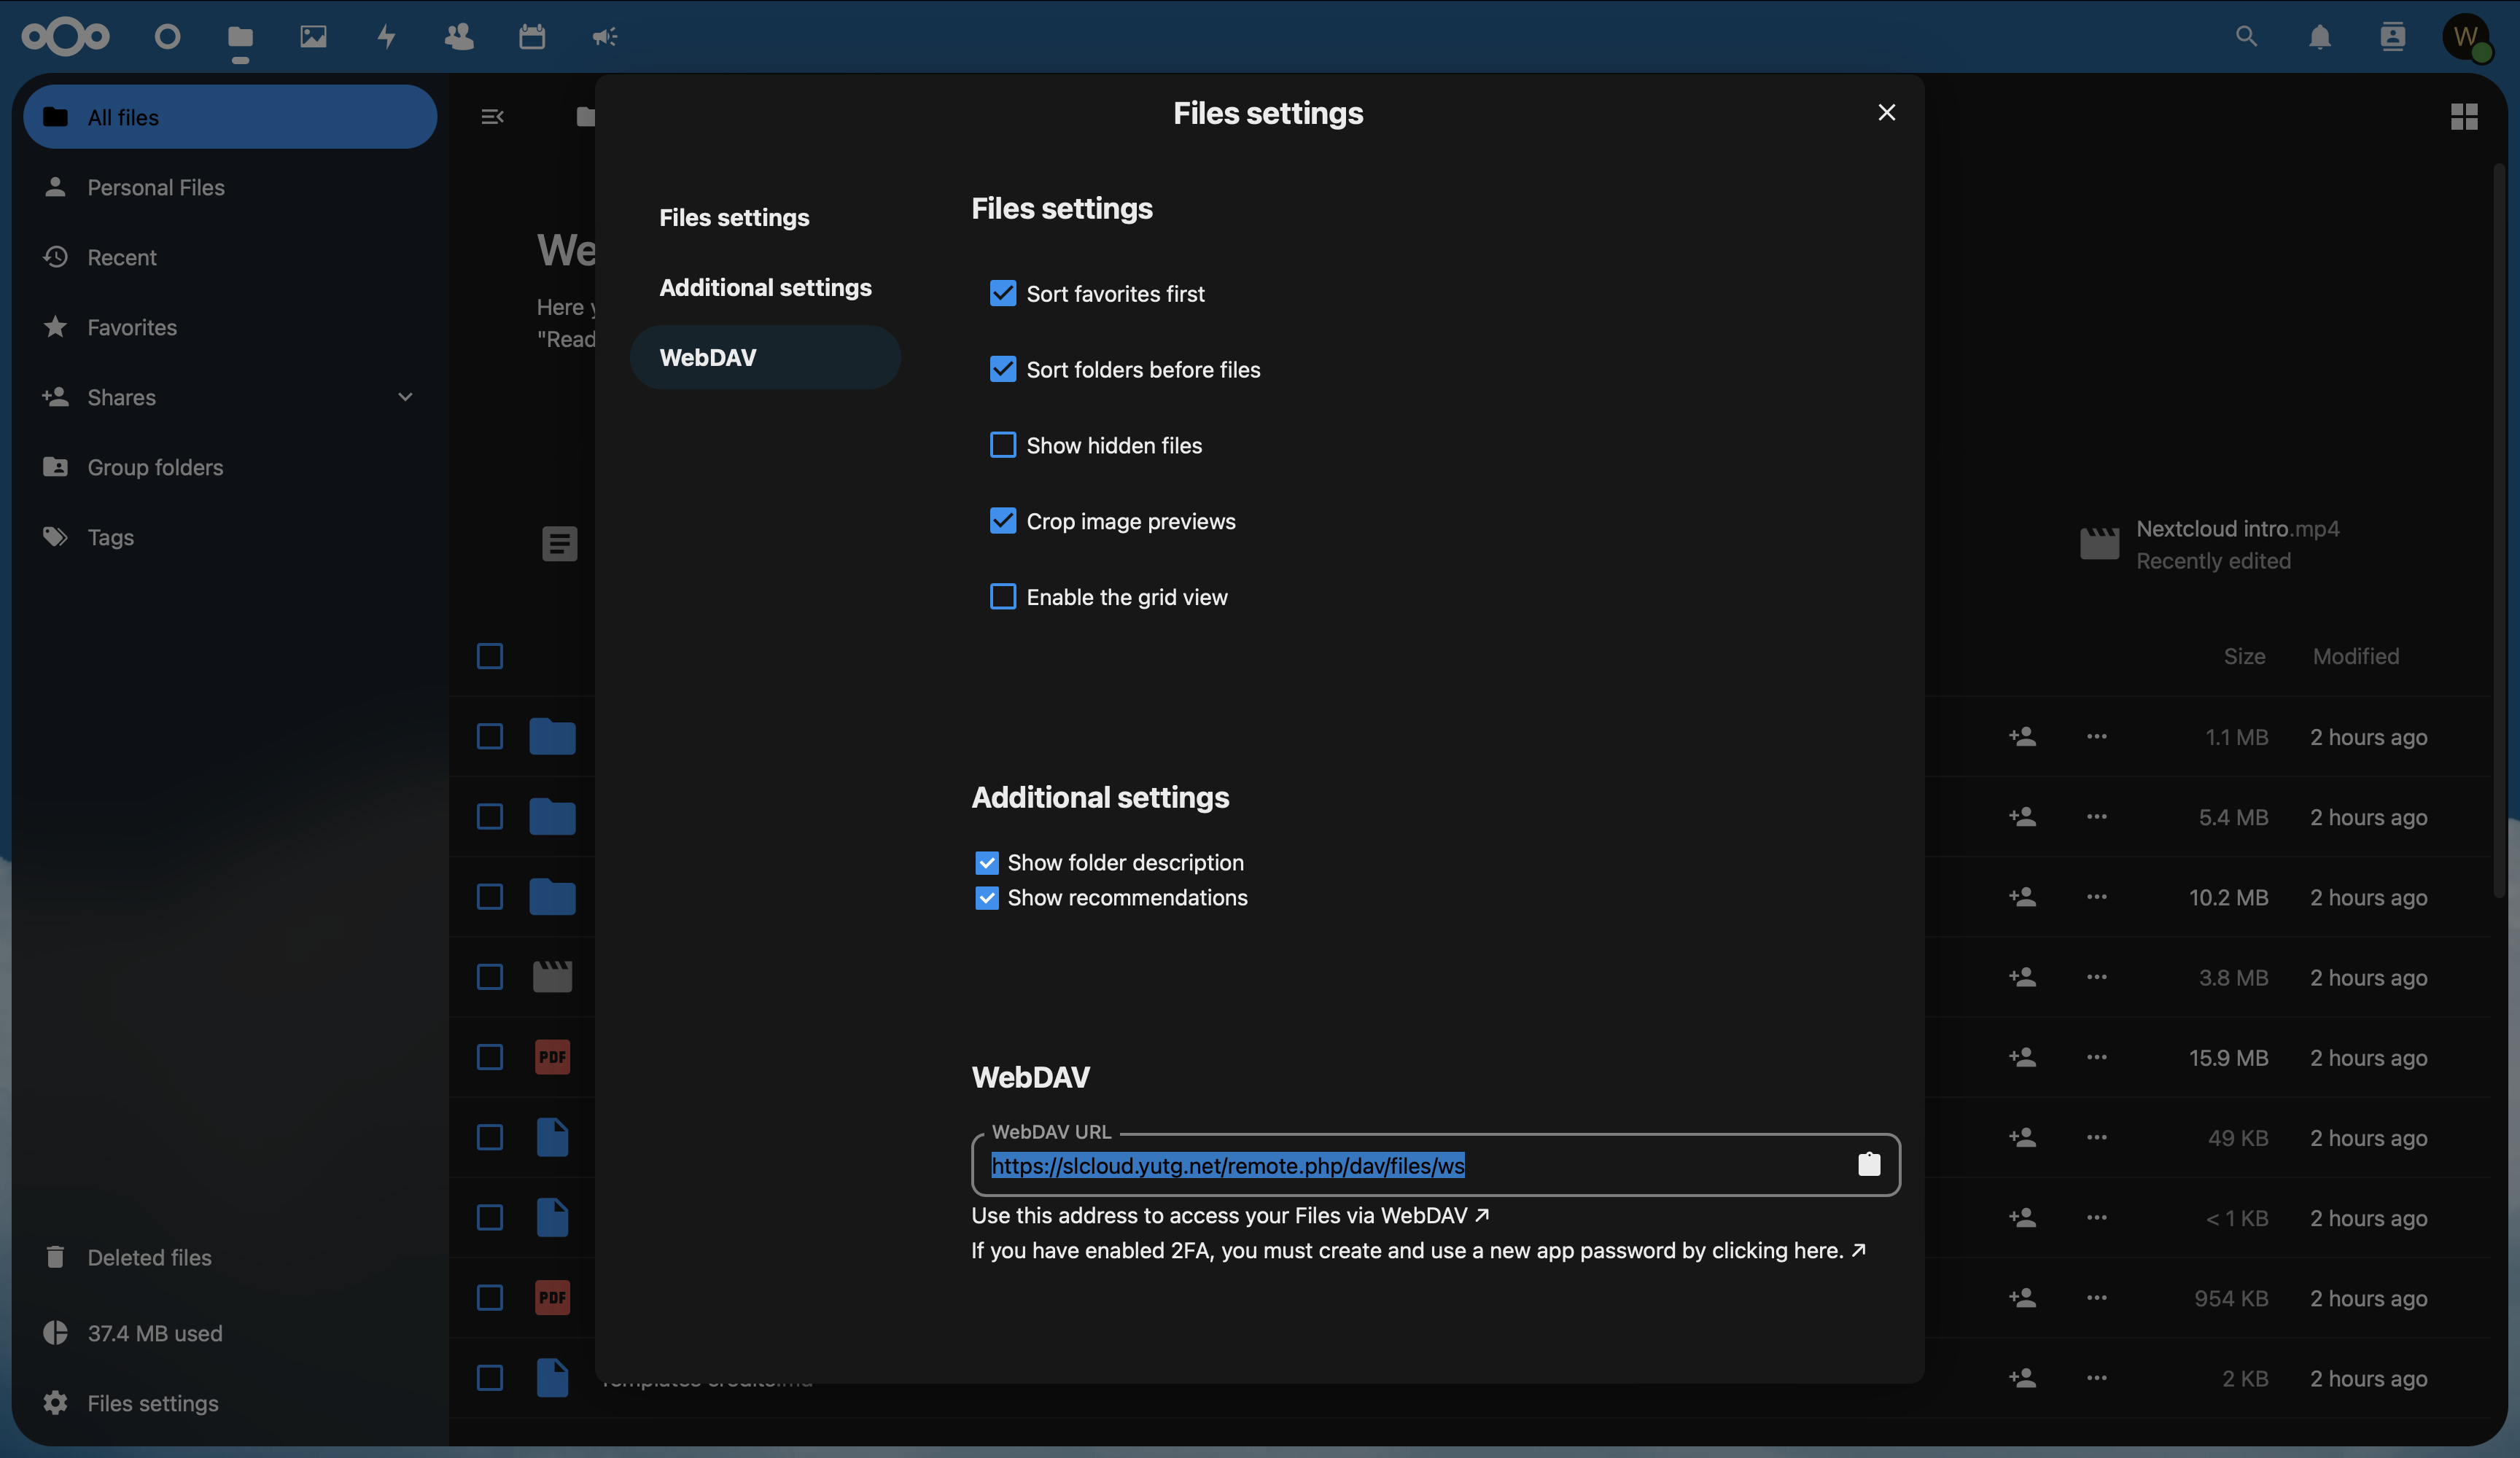 W
All files
Personal Files
Recent
Favorites
Shares
Group folders
Tags
Deleted files
37.4 MB used
Files settings
We
Here y
"Read
Files settings
Files settings
Additional settings
WebDAV
Files settings
Sort favorites first
Sort folders before files
Show hidden files
Crop image previews
Enable the grid view
Additional settings
Show folder description
Show recommendations
WebDAV
WebDAV URL
https://slcloud.yutg.net/remote.php/dav/files/ws
Use this address to access your Files via WebDAV ↗
If you have enabled 2FA, you must create and use a new app password by clicking here. ↗
Nextcloud intro.mp4
Recently edited
Size Modified
1.1 MB 2 hours ago
5.4 MB 2 hours ago
10.2 MB 2 hours ago
3.8 MB 2 hours ago
PDF 15.9 MB 2 hours ago
49 KB 2 hours ago
< 1 KB 2 hours ago
PDF 954 KB 2 hours ago
2 KB 2 hours ago